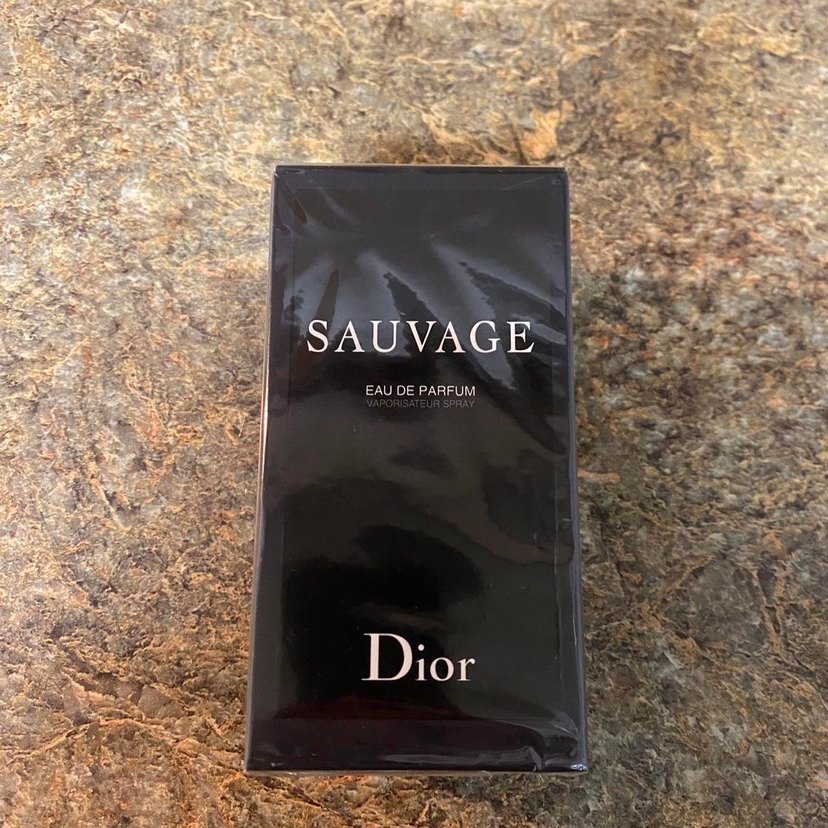 SAUVAGE
EAU DE PARFUM
VAPORISATEUR SPRAY
Dior